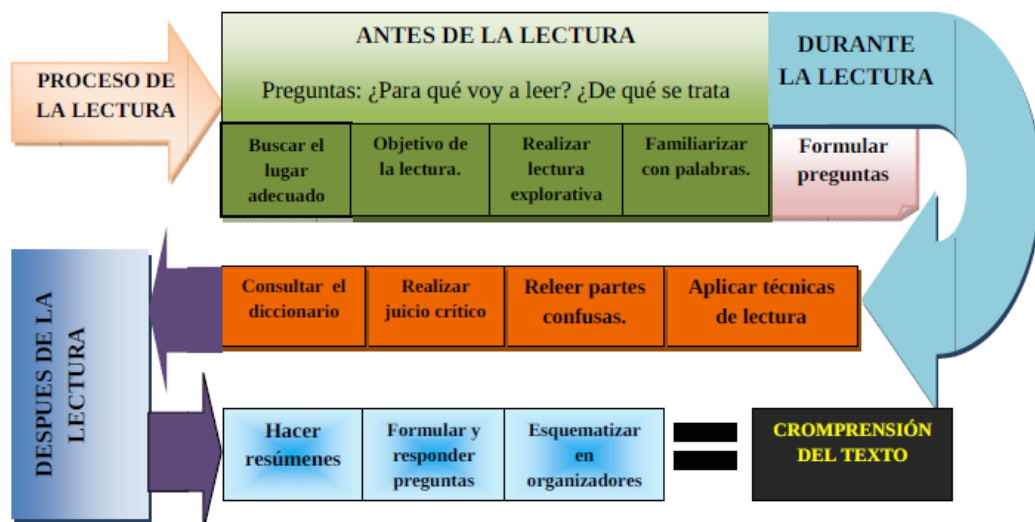 PROCESO DE
LA LECTURA
ANTES DE LA LECTURA
Preguntas: ¿Para qué voy a leer? ¿De qué se trata
DURANTE
LA LECTURA
Buscar el
lugar
adecuado
Objetivo de
la lectura.
Realizar
lectura
explorativa
Familiarizar
con palabras.
Formular
preguntas
Aplicar técnicas
de lectura
Releer partes
confusas.
Realizar
juicio crítico
Consultar el
diccionario
DESPUES DE LA
LECTURA
Hacer
resúmenes
Formular y
responder
preguntas
Esquematizar
en
organizadores
CROMPRENSIÓN
DEL TEXTO